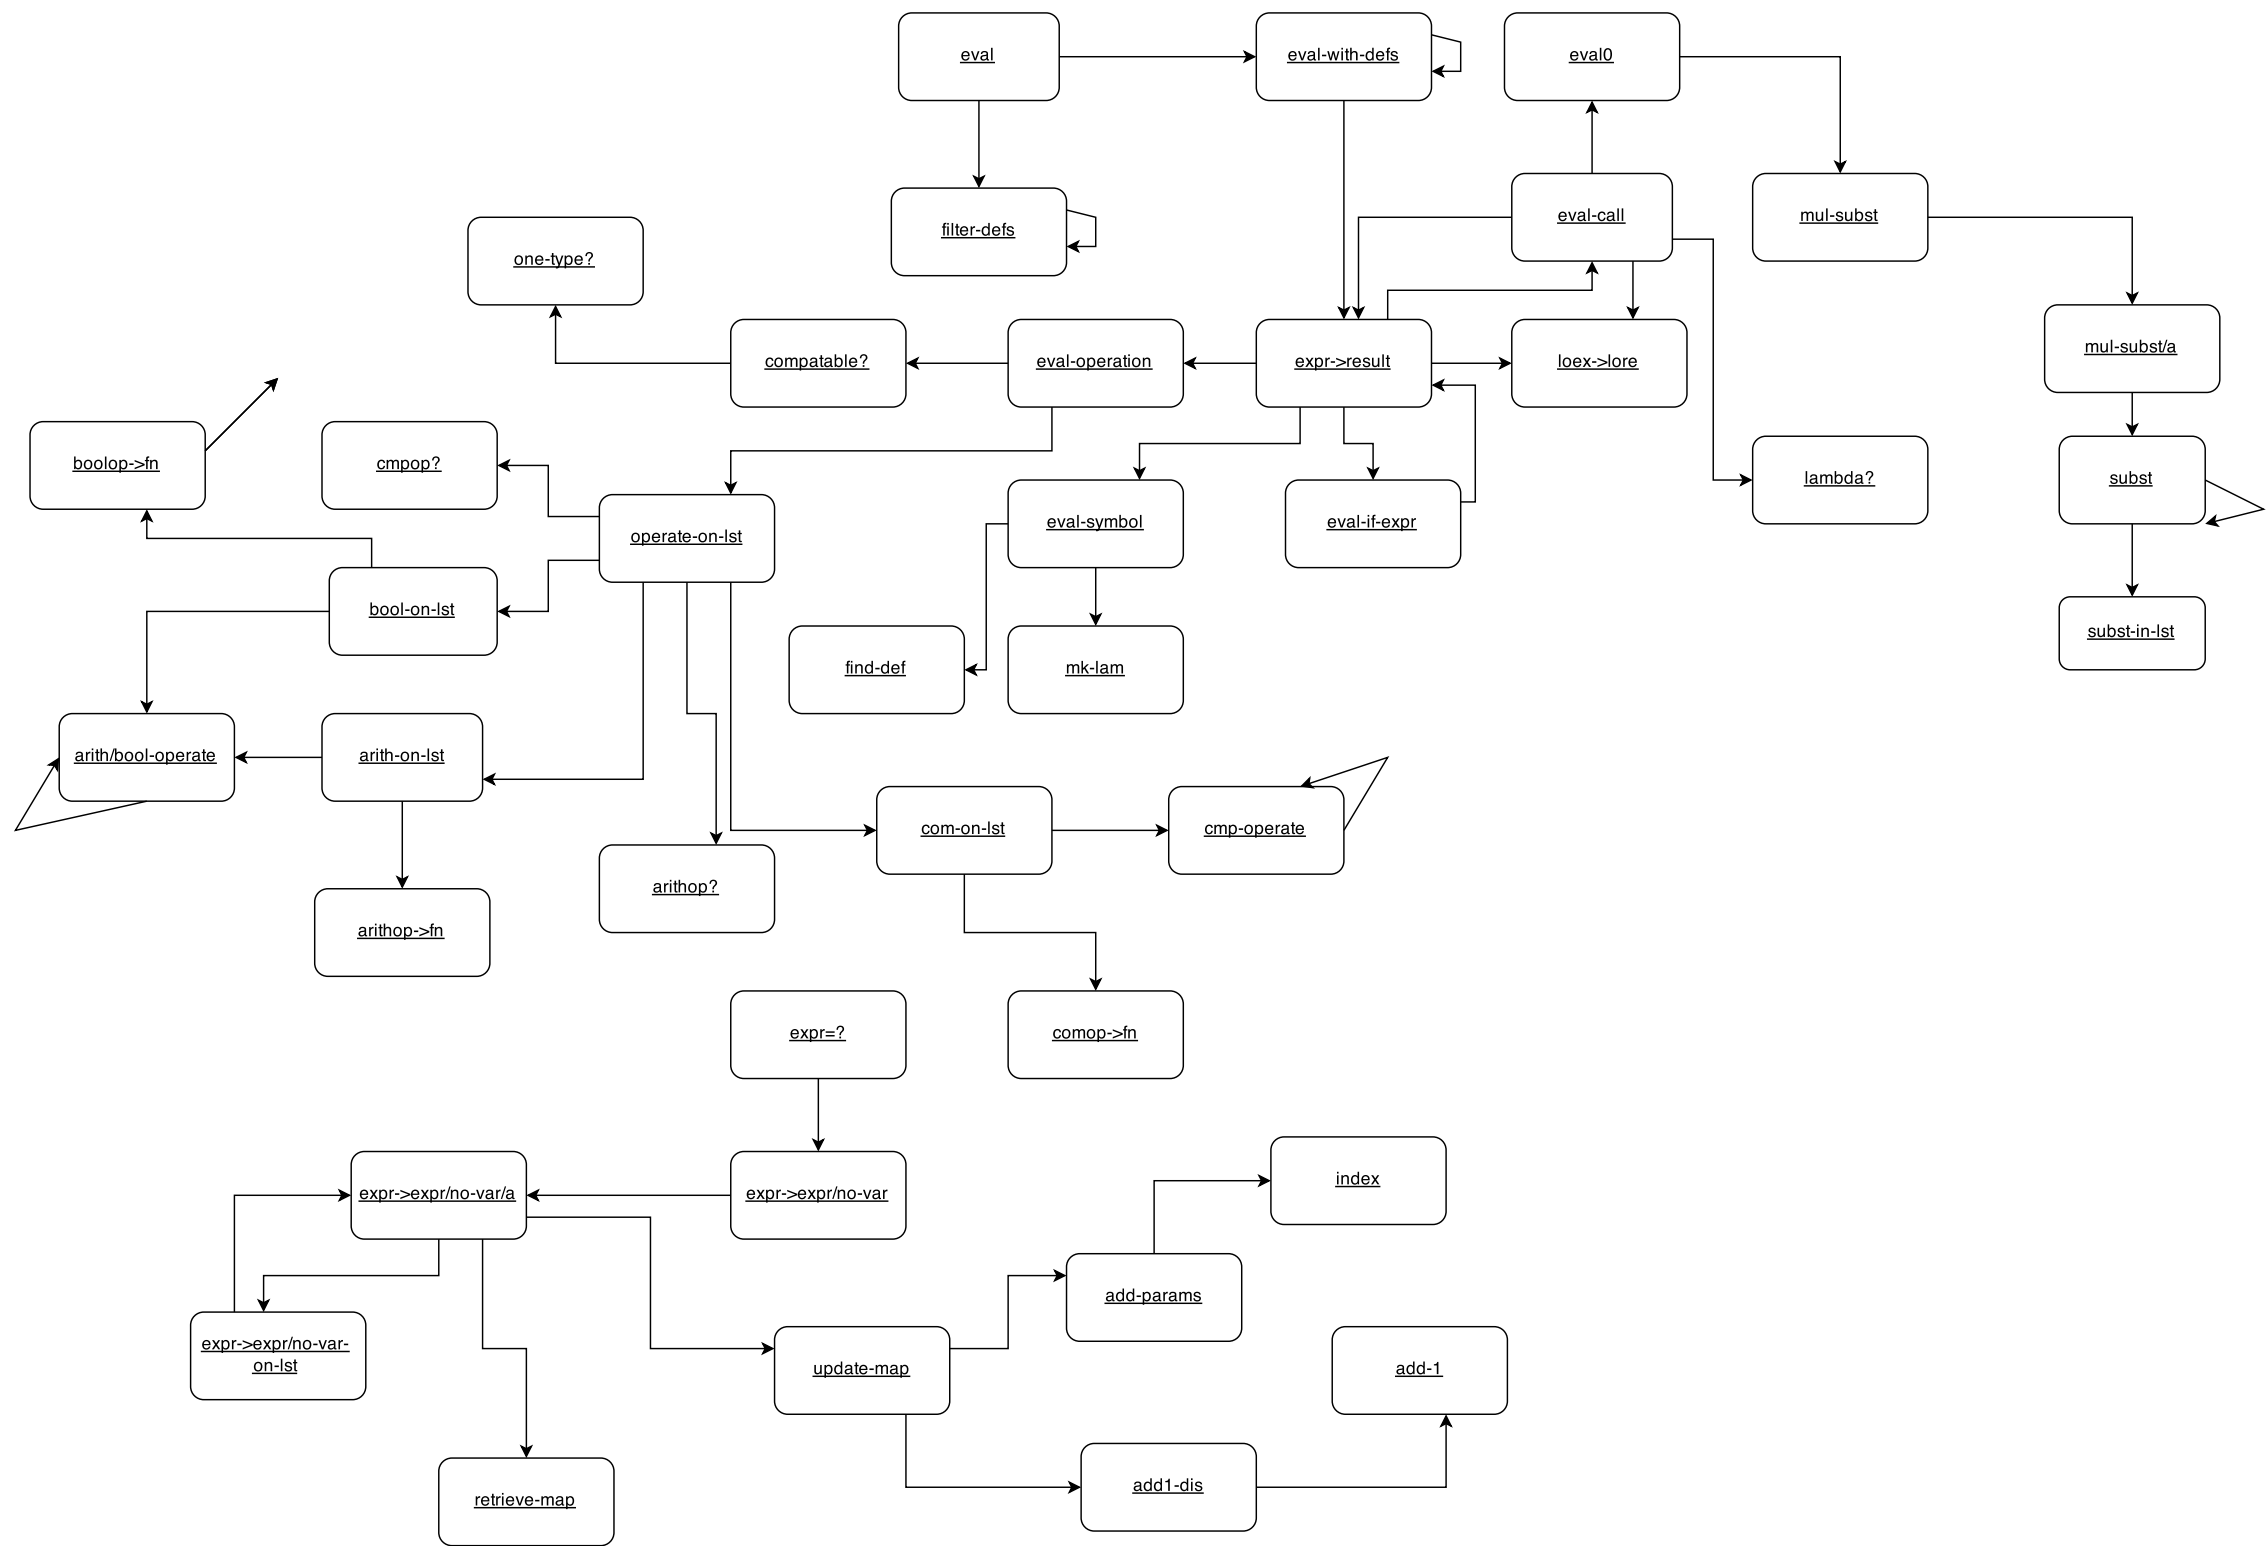 eval
eval-with-defs
eval0
filter-defs
eval-call
mul-subst
one-type?
compatable?
eval-operation
expr->result
loex->lore
mul-subst/a
boolop->fn
cmpop?
lambda?
subst
operate-on-lst
eval-symbol
eval-if-expr
bool-on-lst
subst-in-lst
find-def
mk-lam
arith/bool-operate
arith-on-lst
com-on-lst
cmp-operate
arithop?
arithop->fn
expr=?
comop->fn
expr->expr/no-var/a
expr->expr/no-var
index
add-params
expr->expr/no-var-
on-lst
update-map
add-1
retrieve-map
add1-dis